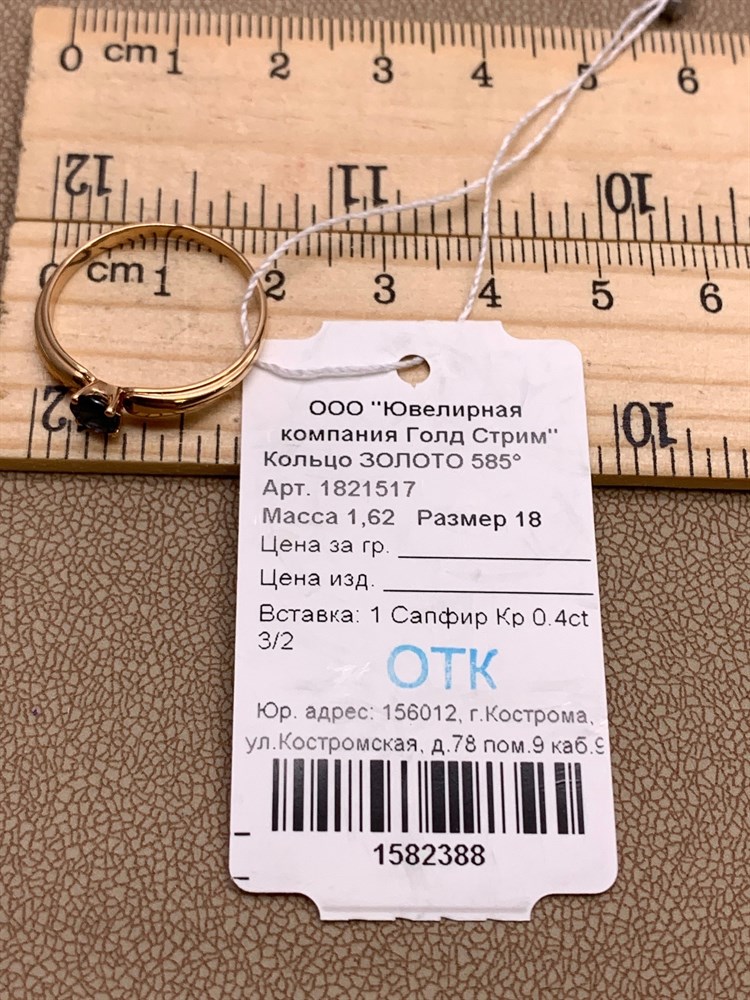 0 cm 1 2 3 4 5 6
12 11 10
0 cm 1 2 3 4 5 6
12 10
ООО "Ювелирная
компания Голд Стрим"
Кольцо ЗОЛОТО 585°
Арт. 1821517
Масса 1,62 Размер 18
Цена за гр.
Цена изд.
Вставка: 1 Сапфир Кр 0.4ct
3/2
ОТК
Юр. адрес: 156012, г.Кострома,
ул.Костромская, д.78 пом.9 каб.9
1582388